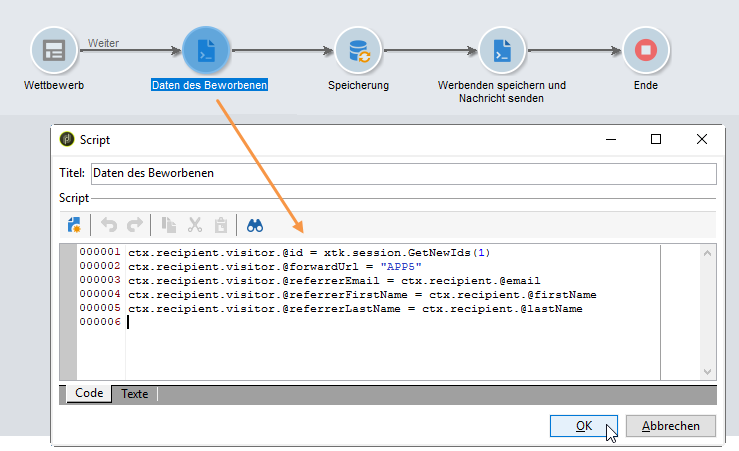 Weiter
Wettbewerb
Daten des Beworbenen
Speicherung
Werbenden speichern und
Nachricht senden
Ende
Script
Titel: Daten des Beworbenen
Script
000001 ctx.recipient.visitor.@id = xtk.session.GetNewIds(1)
000002 ctx.recipient.visitor.@forwardUrl = "APP5"
000003 ctx.recipient.visitor.@referrerEmail = ctx.recipient.@email
000004 ctx.recipient.visitor.@referrerFirstName = ctx.recipient.@firstName
000005 ctx.recipient.visitor.@referrerLastName = ctx.recipient.@lastName
000006
Code Texte
OK Abbrechen